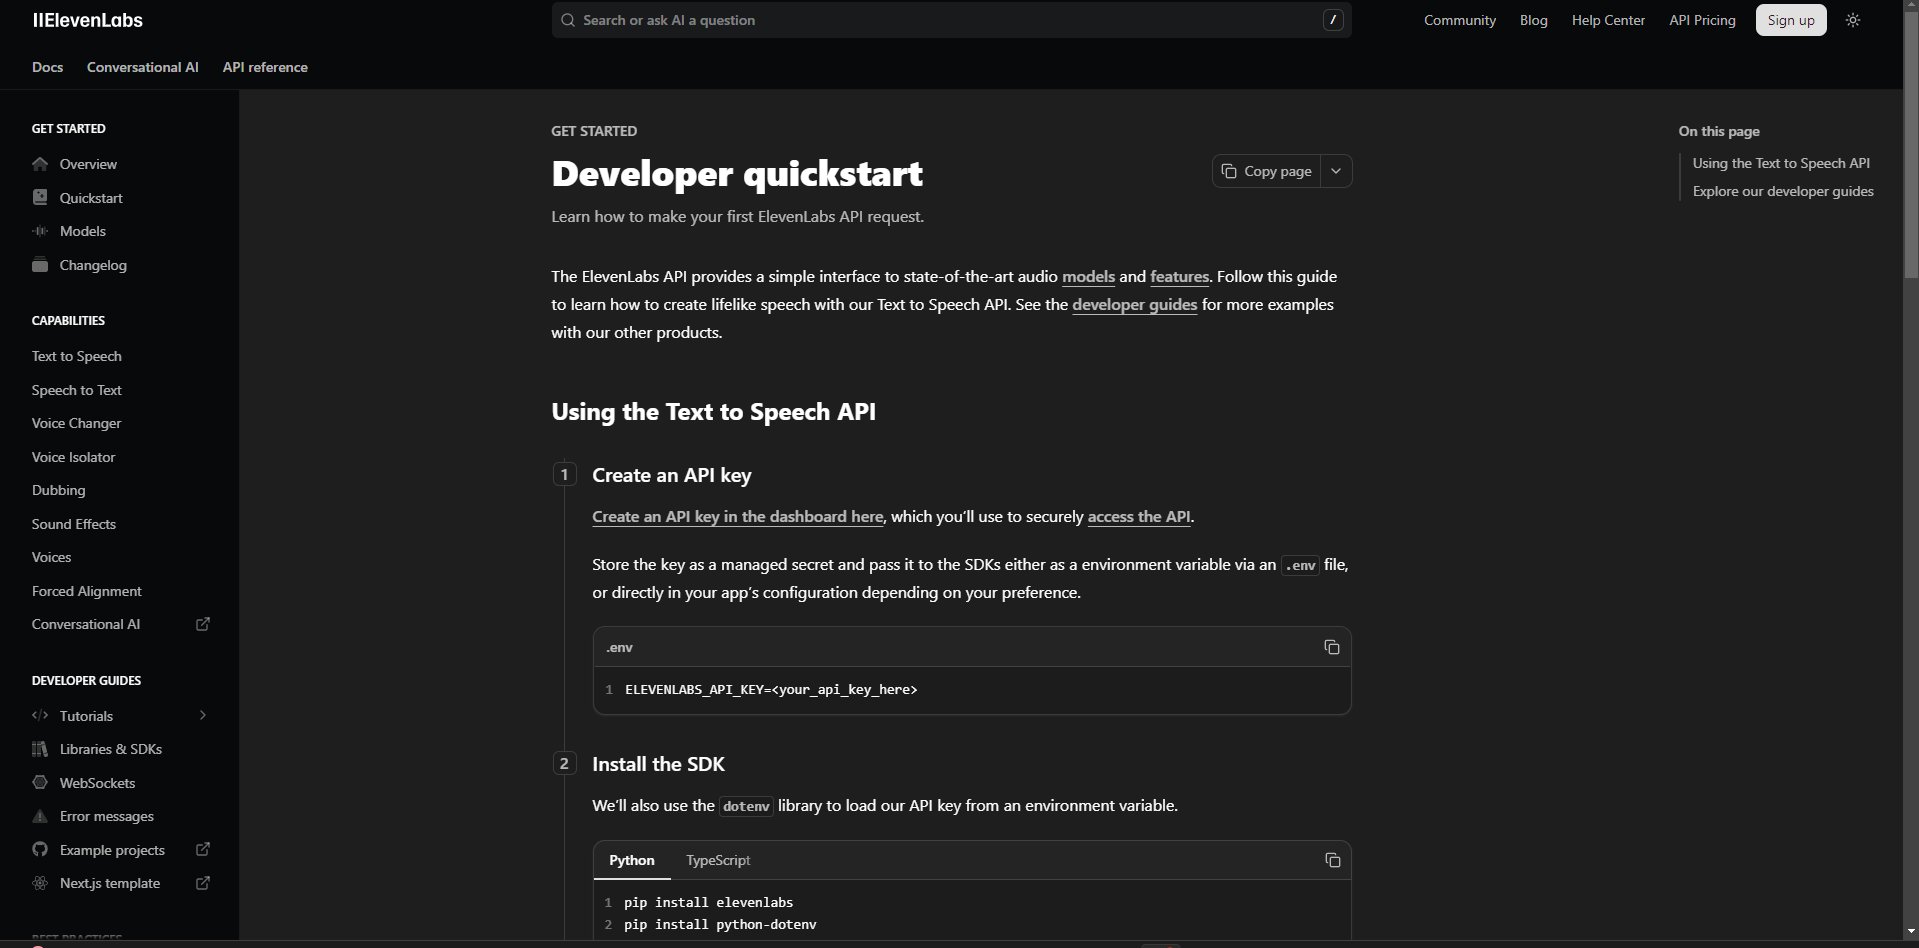 IIElevenLabs
Search or ask AI a question
/
Community
Blog
Help Center
API Pricing
Sign up
Docs
Conversational AI
API reference
GET STARTED
Overview
Quickstart
Models
Changelog
CAPABILITIES
Text to Speech
Speech to Text
Voice Changer
Voice Isolator
Dubbing
Sound Effects
Voices
Forced Alignment
Conversational AI
DEVELOPER GUIDES
Tutorials
Libraries & SDKs
WebSockets
Error messages
Example projects
Next.js template
BEST PRACTICES
GET STARTED
Developer quickstart
Copy page
Learn how to make your first ElevenLabs API request.
The ElevenLabs API provides a simple interface to state-of-the-art audio models and features. Follow this guide
to learn how to create lifelike speech with our Text to Speech API. See the developer guides for more examples
with our other products.
Using the Text to Speech API
1 Create an API key
Create an API key in the dashboard here, which you’ll use to securely access the API.
Store the key as a managed secret and pass it to the SDKs either as a environment variable via an .env file,
or directly in your app’s configuration depending on your preference.
.env
1 ELEVENLABS_API_KEY=<your_api_key_here>
2 Install the SDK
We’ll also use the dotenv library to load our API key from an environment variable.
Python
TypeScript
1 pip install elevenlabs
2 pip install python-dotenv
On this page
Using the Text to Speech API
Explore our developer guides